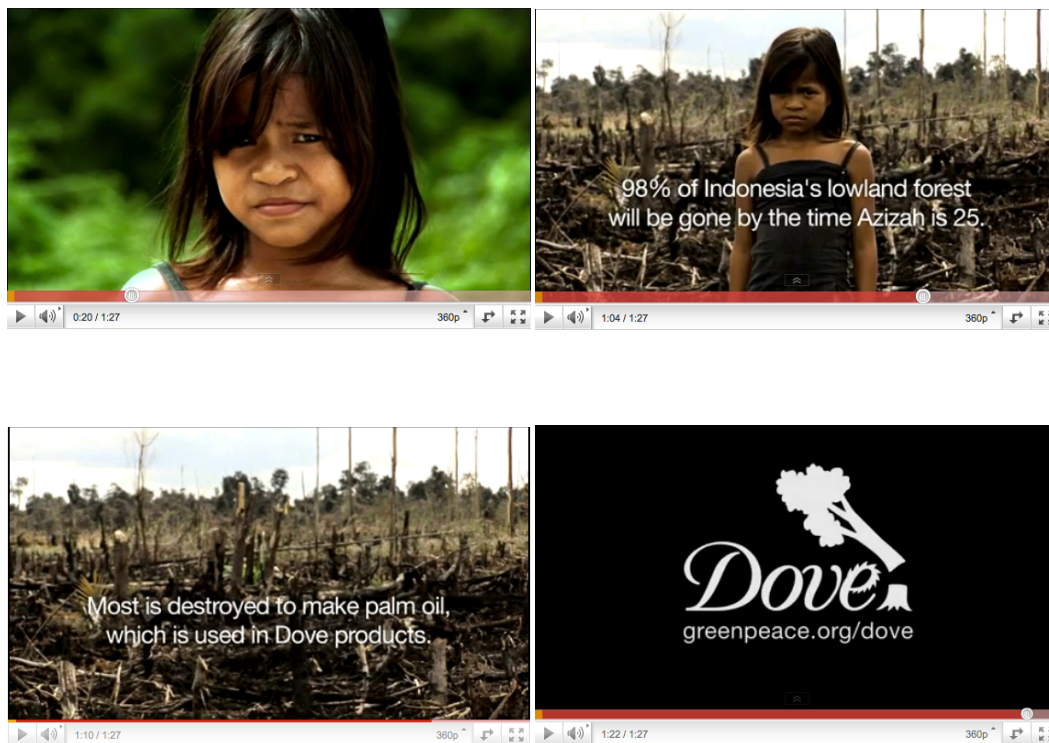 0:20 / 1:27
360p
98% of Indonesia's lowland forest
will be gone by the time Azizah is 25.
1:04 / 1:27
360p
Most is destroyed to make palm oil,
which is used in Dove products.
1:10 / 1:27
360p
Dove
greenpeace.org/dove
1:22 / 1:27
360p